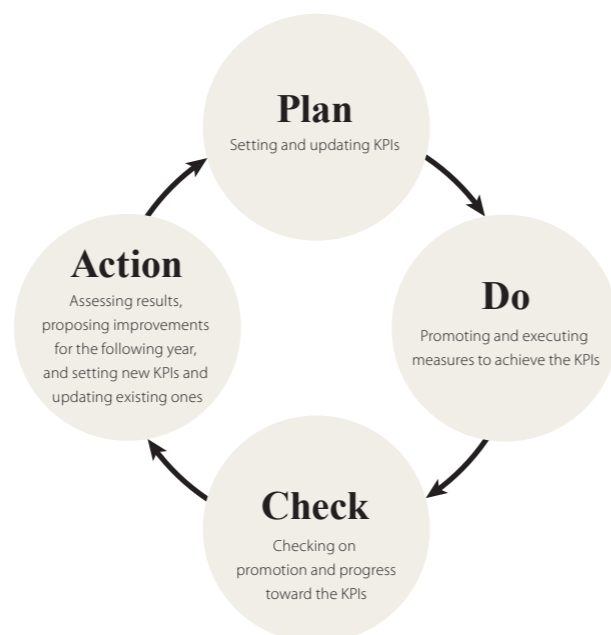 Plan
Setting and updating KPIs
Do
Promoting and executing
measures to achieve the KPIs
Check
Checking on
promotion and progress
toward the KPIs
Action
Assessing results,
proposing improvements
for the following year,
and setting new KPIs and
updating existing ones